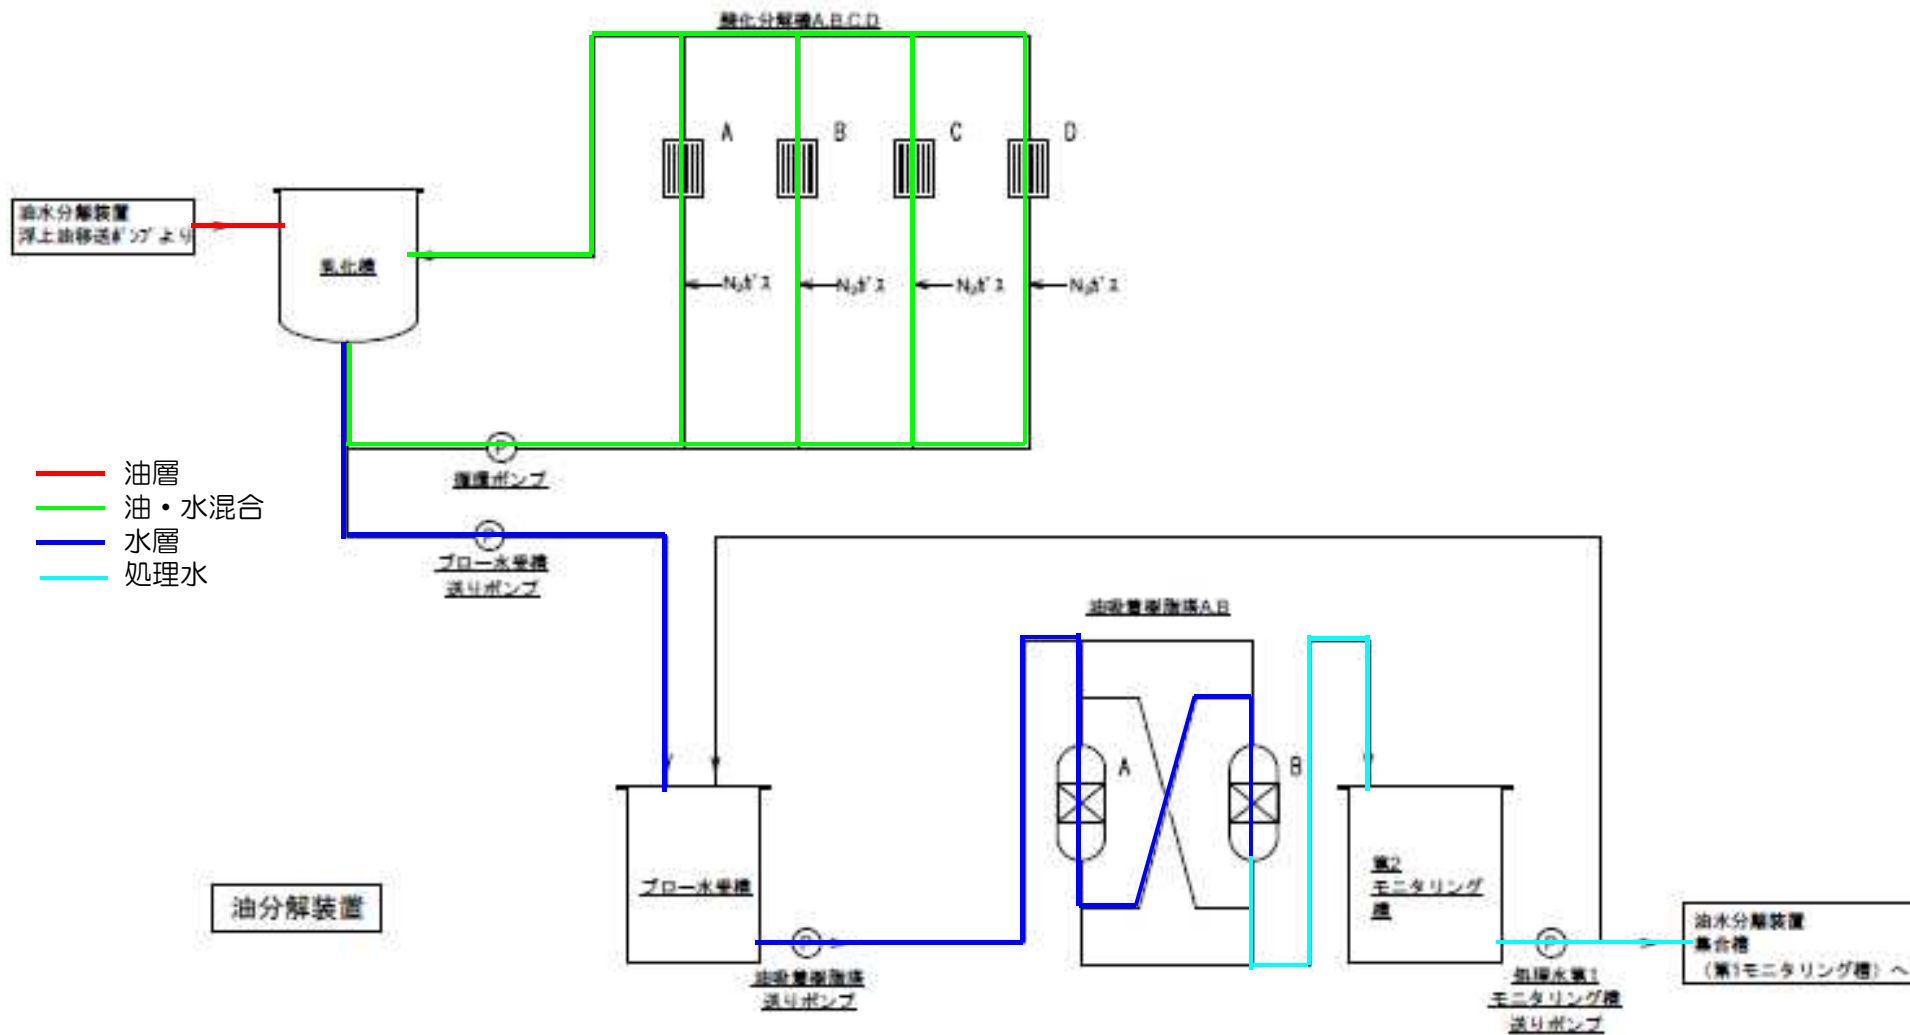 酸化分解槽A,B,C,D
A
B
C
D
油水分離装置
浮上油移送ポンプより
乳化槽
N₂ガス
N₂ガス
N₂ガス
N₂ガス
P
循環ポンプ
油層
油・水混合
水層
処理水
P
ブロー水受槽
送りポンプ
油吸着樹脂塔A,B
A
B
ブロー水受槽
第2
モニタリング
槽
油分解装置
P
油吸着樹脂塔
送りポンプ
P
処理水第1
モニタリング槽
送りポンプ
油水分離装置
集合槽
（第1モニタリング槽）へ